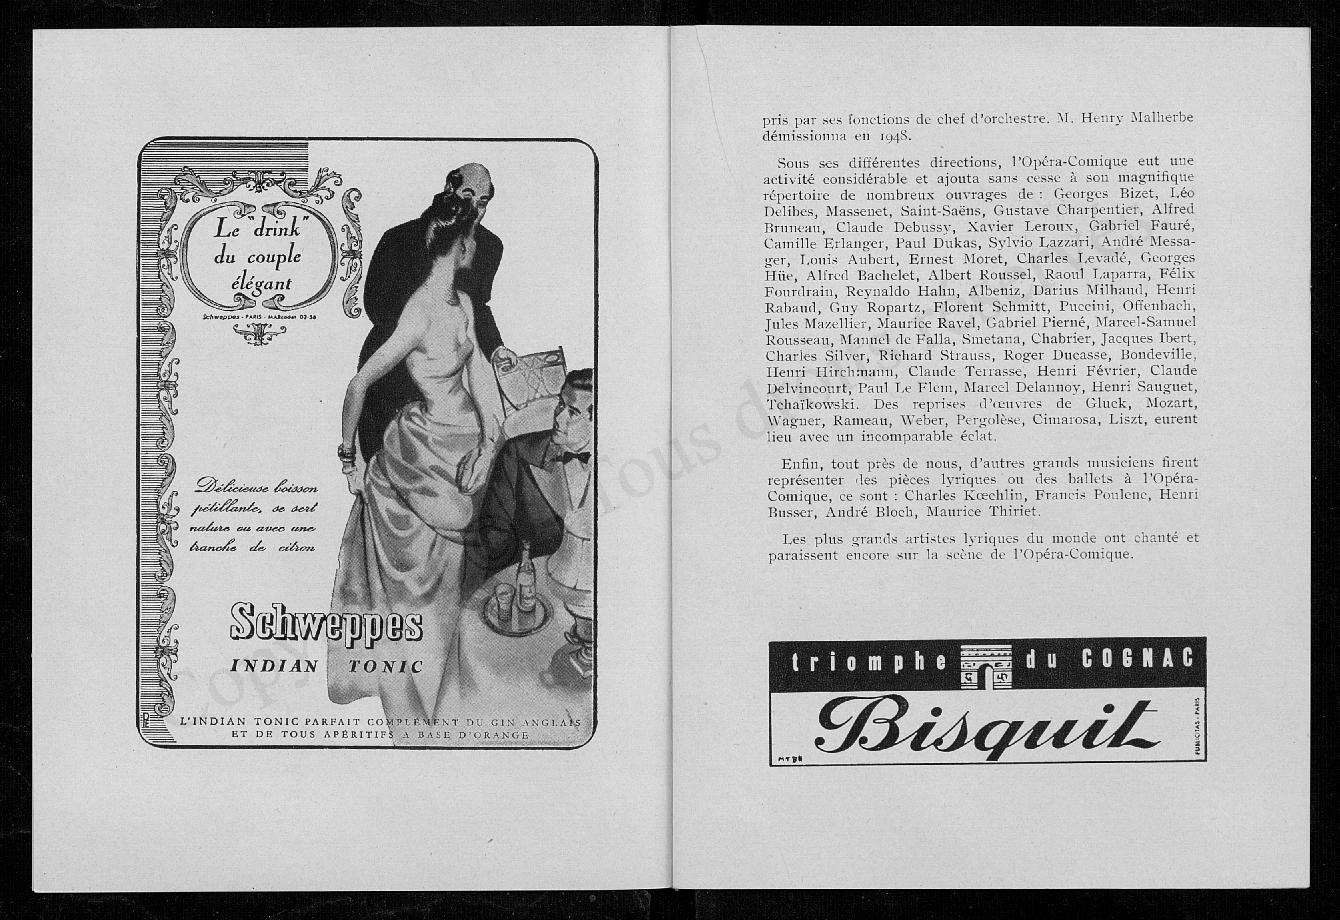 Le "drink"
du couple
élégant
Schweppes - PARIS - MARcadet 02-56
Délicieuse boisson
pétillante, se sert
nature ou avec une
tranche de citron
Schweppes
INDIAN TONIC
L'INDIAN TONIC PARFAIT COMPLÉMENT DU GIN ANGLAIS
ET DE TOUS APÉRITIFS A BASE D'ORANGE
pris par ses fonctions de chef d'orchestre. M. Henry Malherbe
démissionna en 1948.
Sous ses différentes directions, l'Opéra-Comique eut une
activité considérable et ajouta sans cesse à son magnifique
répertoire de nombreux ouvrages de : Georges Bizet, Léo
Delibes, Massenet, Saint-Saëns, Gustave Charpentier, Alfred
Bruneau, Claude Debussy, Xavier Leroux, Gabriel Fauré,
Camille Erlanger, Paul Dukas, Sylvio Lazzari, André Messa-
ger, Louis Aubert, Ernest Moret, Charles Levadé, Georges
Hüe, Alfred Bachelet, Albert Roussel, Raoul Laparra, Félix
Fourdrain, Reynaldo Hahn, Albeniz, Darius Milhaud, Henri
Rabaud, Guy Ropartz, Florent Schmitt, Puccini, Offenbach,
Jules Mazellier, Maurice Ravel, Gabriel Pierné, Marcel-Samuel
Rousseau, Manuel de Falla, Smetana, Chabrier, Jacques Ibert,
Charles Silver, Richard Strauss, Roger Ducasse, Bondeville,
Henri Hirchmann, Claude Terrasse, Henri Février, Claude
Delvincourt, Paul Le Flem, Marcel Delannoy, Henri Sauguet,
Tchaïkowski. Des reprises d'œuvres de Gluck, Mozart,
Wagner, Rameau, Weber, Pergolèse, Cimarosa, Liszt, eurent
lieu avec un incomparable éclat.
Enfin, tout près de nous, d'autres grands musiciens firent
représenter des pièces lyriques ou des ballets à l'Opéra-
Comique, ce sont : Charles Kœchlin, Francis Poulenc, Henri
Busser, André Bloch, Maurice Thiriet.
Les plus grands artistes lyriques du monde ont chanté et
paraissent encore sur la scène de l'Opéra-Comique.
triomphe du COGNAC
Bisquit
PUBLICITAS - PARIS